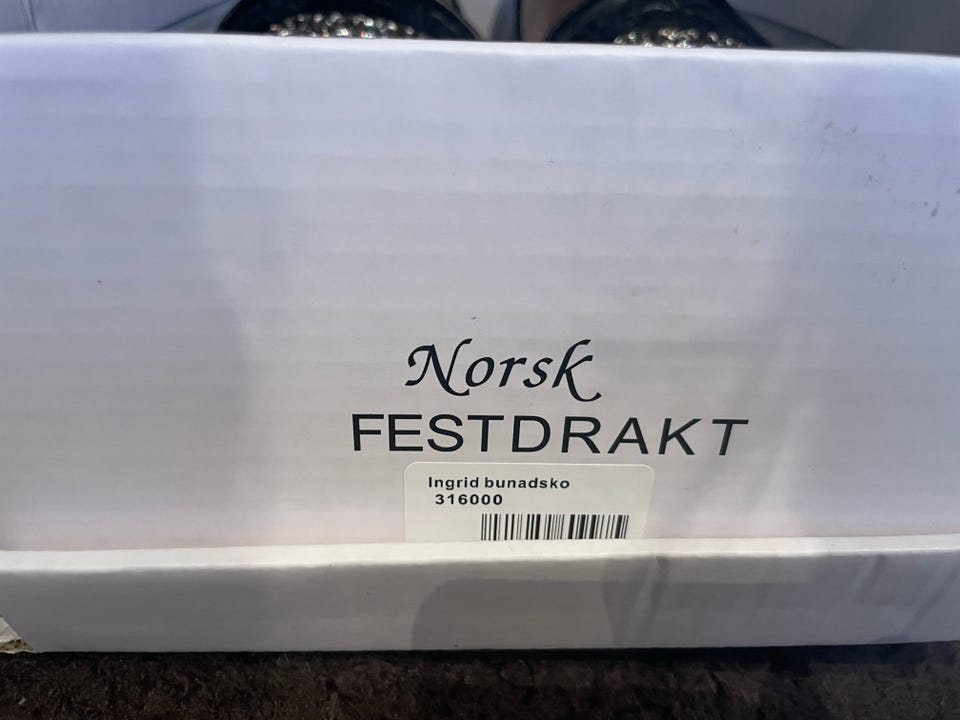 Norsk
FESTDRAKT
Ingrid bunadsko
316000